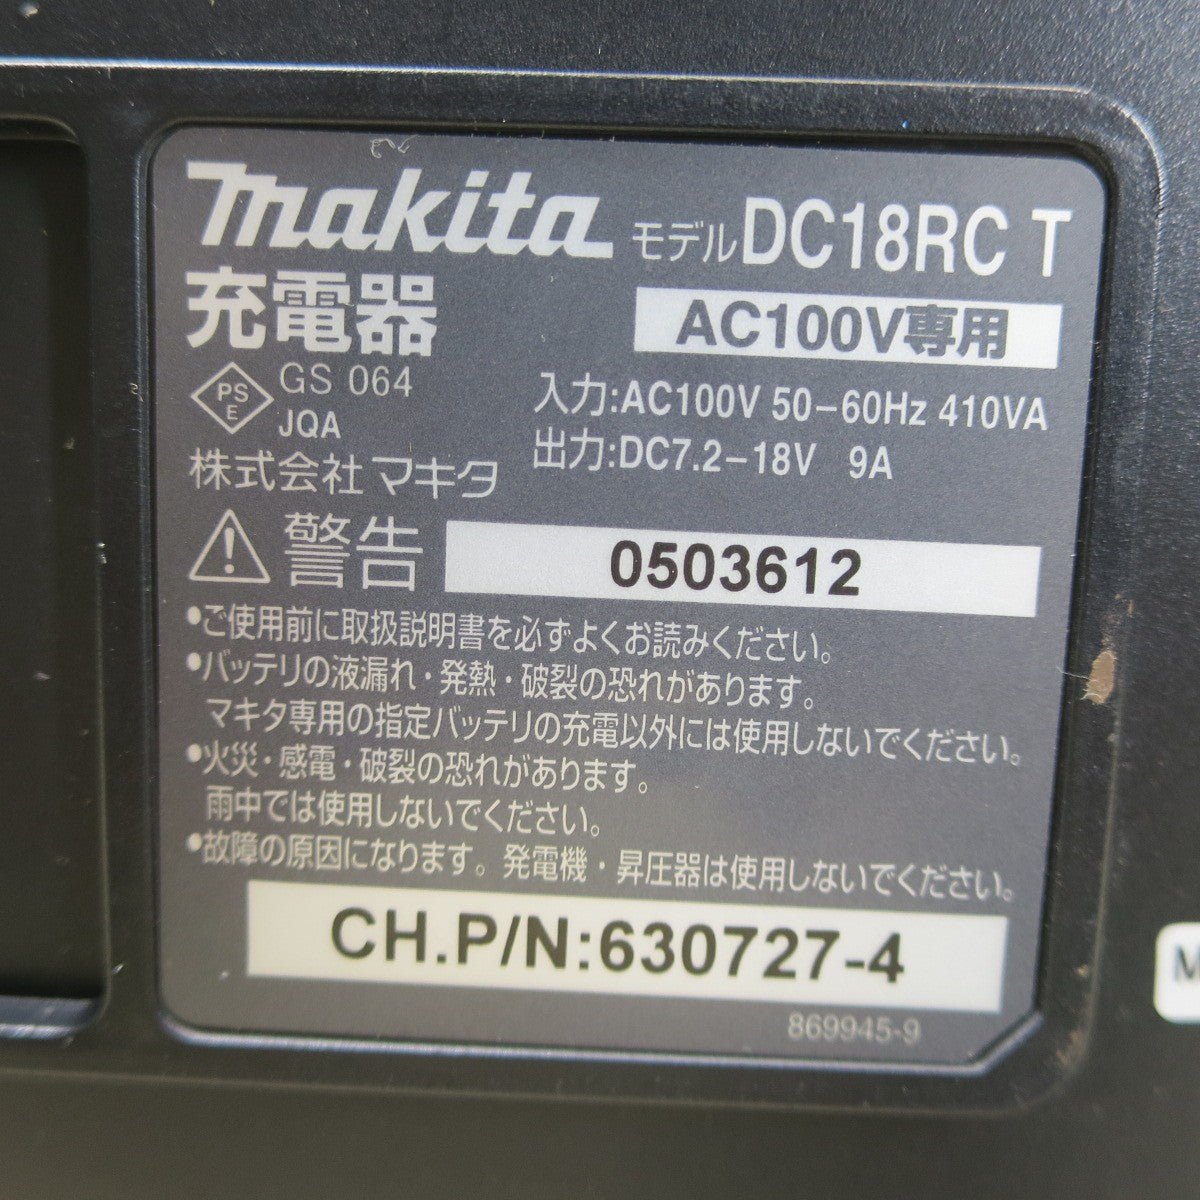 makita モデル DC18RC T
充電器
AC100V専用
PS E GS 064
JQA
入力:AC100V 50-60Hz 410VA
出力:DC7.2-18V 9A
株式会社 マキタ
警告 0503612
•ご使用前に取扱説明書を必ずよくお読みください。
•バッテリの液漏れ・発熱・破裂の恐れがあります。
マキタ専用の指定バッテリの充電以外には使用しないでください。
•火災・感電・破裂の恐れがあります。
雨中では使用しないでください。
•故障の原因になります。発電機・昇圧器は使用しないでください。
CH.P/N:630727-4
869945-9